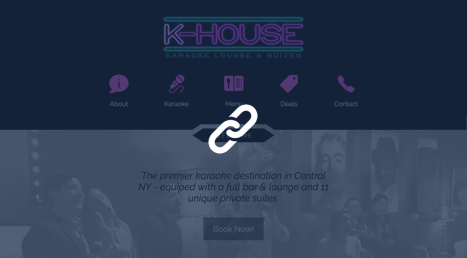 K-HOUSE
KARAOKE LOUNGE & SUITES
About
Karaoke
Menu
Deals
Contact
The premier karaoke destination in Central
NY - equiped with a full bar & lounge and 11
unique private suites.
Book Now!